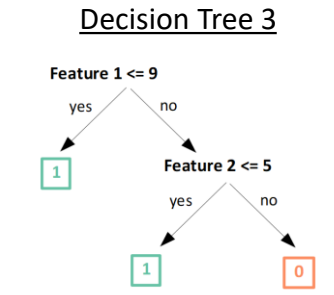 Decision Tree 3
Feature 1 <= 9
yes no
1
Feature 2 <= 5
yes no
1 0